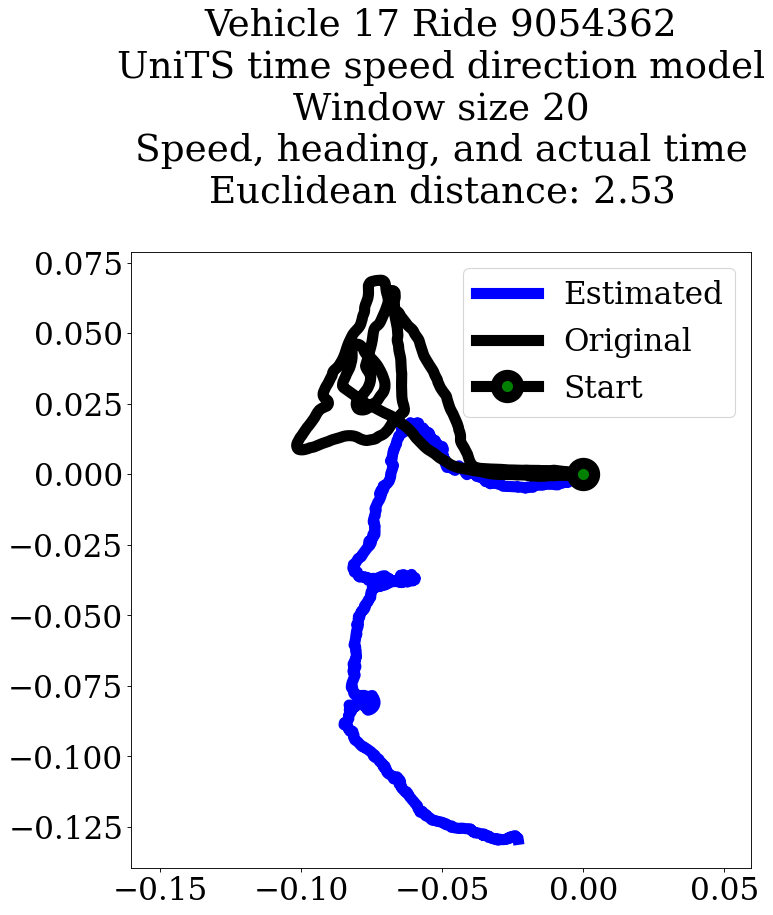 Vehicle 17 Ride 9054362
UniTS time speed direction model
Window size 20
Speed, heading, and actual time
Euclidean distance: 2.53
Estimated
Original
Start
0.075
0.050
0.025
0.000
−0.025
−0.050
−0.075
−0.100
−0.125
−0.15 −0.10 −0.05 0.00 0.05